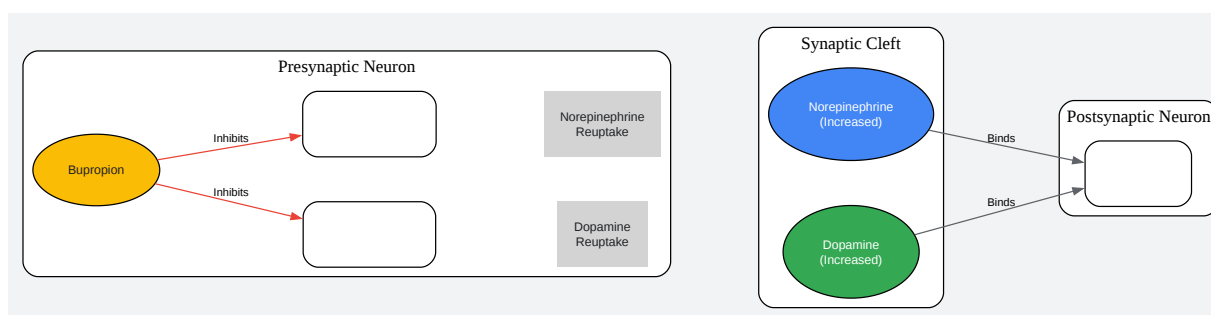 Presynaptic Neuron
Bupropion
Inhibits
Inhibits
Norepinephrine
Reuptake
Dopamine
Reuptake
Synaptic Cleft
Norepinephrine
(Increased)
Dopamine
(Increased)
Binds
Binds
Postsynaptic Neuron